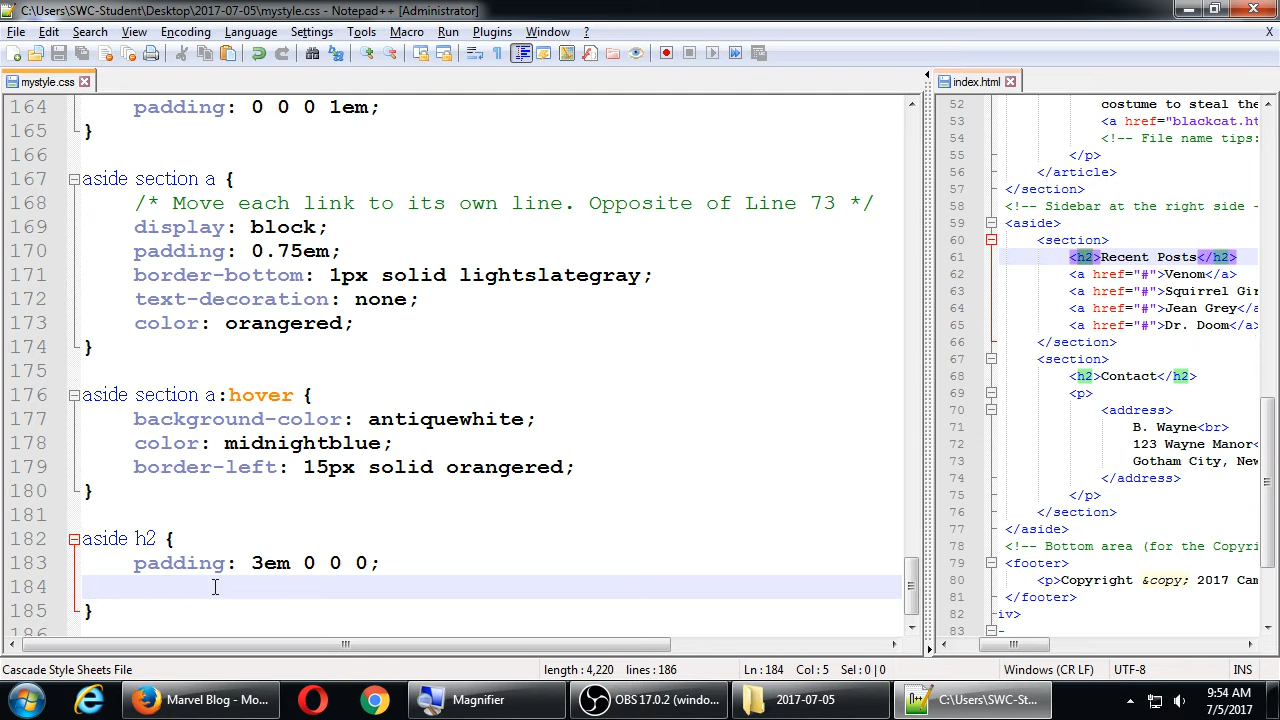 C:\Users\SWC-Student\Desktop\2017-07-05\mystyle.css - Notepad++ [Administrator]
File Edit Search View Encoding Language Settings Tools Macro Run Plugins Window ? X
mystyle.css
164 padding: 0 0 0 1em;
165 }
166
167 aside section a {
168 /* Move each link to its own line. Opposite of Line 73 */
169 display: block;
170 padding: 0.75em;
171 border-bottom: 1px solid lightslategray;
172 text-decoration: none;
173 color: orangered;
174 }
175
176 aside section a:hover {
177 background-color: antiquewhite;
178 color: midnightblue;
179 border-left: 15px solid orangered;
180 }
181
182 aside h2 {
183 padding: 3em 0 0 0;
184
185 }
186
index.html
52 costume to steal the
53 <a href="blackcat.ht
54 <!-- File name tips:
55 </p>
56 </article>
57 </section>
58 <!-- Sidebar at the right side -
59 <aside>
60 <section>
61 <h2>Recent Posts</h2>
62 <a href="#">Venom</a>
63 <a href="#">Squirrel Gir
64 <a href="#">Jean Grey</a
65 <a href="#">Dr. Doom</a>
66 </section>
67 <section>
68 <h2>Contact</h2>
69 <p>
70 <address>
71 B. Wayne<br>
72 123 Wayne Manor<
73 Gotham City, New
74 </address>
75 </p>
76 </section>
77 </aside>
78 <!-- Bottom area (for the Copyri
79 <footer>
80 <p>Copyright &copy; 2017 Cam
81 </footer>
82 iv>
83 -
Cascade Style Sheets File length : 4,220 lines : 186 Ln : 184 Col : 5 Sel : 0 | 0 Windows (CR LF) UTF-8 INS
Marvel Blog - Mo... Magnifier OBS 17.0.2 (windo... 2017-07-05 C:\Users\SWC-St... 9:54 AM
7/5/2017